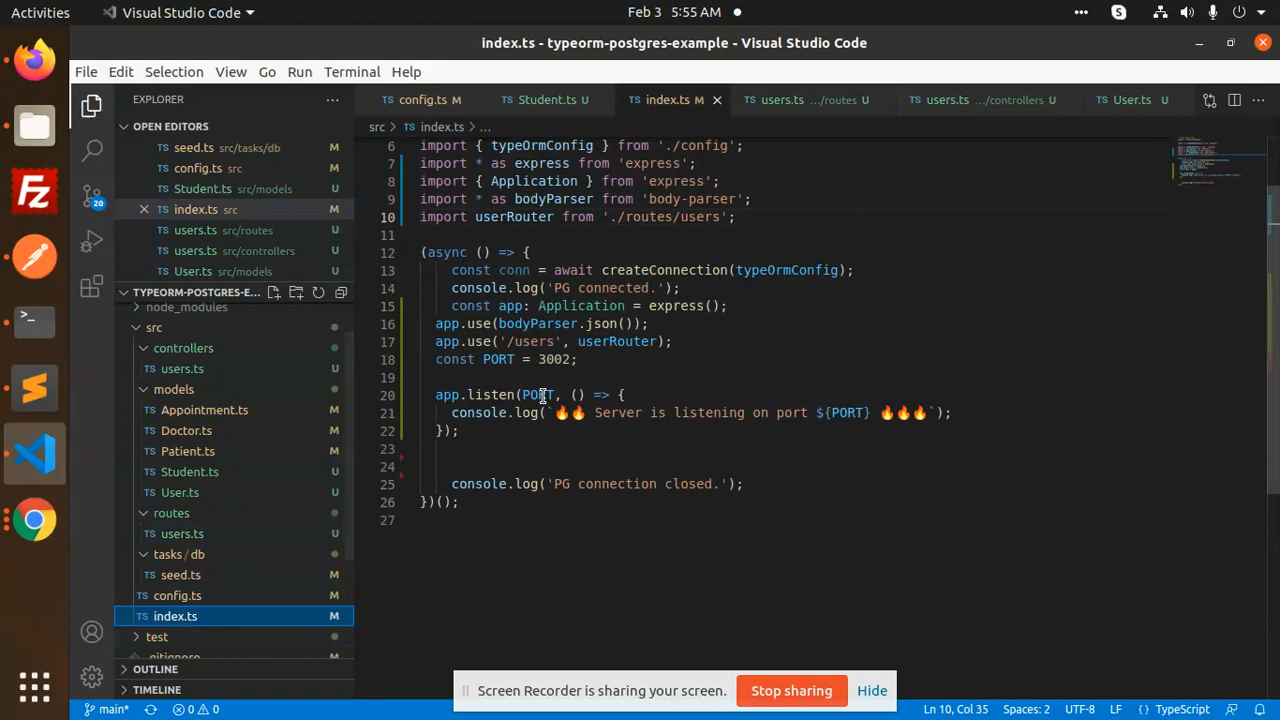 Activities
Visual Studio Code
Feb 3 5:55 AM
index.ts - typeorm-postgres-example - Visual Studio Code
File Edit Selection View Go Run Terminal Help
EXPLORER
config.ts M
Student.ts U
index.ts M
users.ts .../routes U
users.ts .../controllers U
User.ts U
OPEN EDITORS
seed.ts src/tasks/db M
config.ts src M
Student.ts src/models U
index.ts src M
users.ts src/routes U
users.ts src/controllers U
User.ts src/models U
TYPEORM-POSTGRES-E...
node_modules
src
controllers
users.ts U
models
Appointment.ts M
Doctor.ts M
Patient.ts M
Student.ts U
User.ts U
routes
users.ts U
tasks/db
seed.ts M
config.ts M
index.ts M
test
.gitignore M
OUTLINE
TIMELINE
src > TS index.ts > ...
6 import { typeOrmConfig } from './config';
7 import * as express from 'express';
8 import { Application } from 'express';
9 import * as bodyParser from 'body-parser';
10 import userRouter from './routes/users';
11
12 (async () => {
13 const conn = await createConnection(typeOrmConfig);
14 console.log('PG connected.');
15 const app: Application = express();
16 app.use(bodyParser.json());
17 app.use('/users', userRouter);
18 const PORT = 3002;
19
20 app.listen(PORT, () => {
21 console.log(`🔥🔥 Server is listening on port ${PORT} 🔥🔥🔥`);
22 });
23
24
25 console.log('PG connection closed.');
26 })();
27
20
Screen Recorder is sharing your screen.
Stop sharing
Hide
main*
0 0
Ln 10, Col 35
Spaces: 2
UTF-8
LF
TypeScript